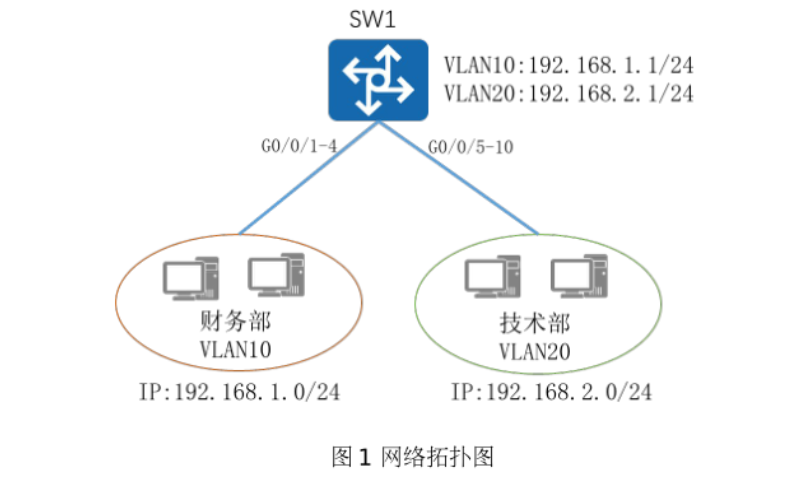 SW1
VLAN10:192.168.1.1/24
VLAN20:192.168.2.1/24
G0/0/1-4
G0/0/5-10
财务部
VLAN10
技术部
VLAN20
IP:192.168.1.0/24
IP:192.168.2.0/24
图1 网络拓扑图